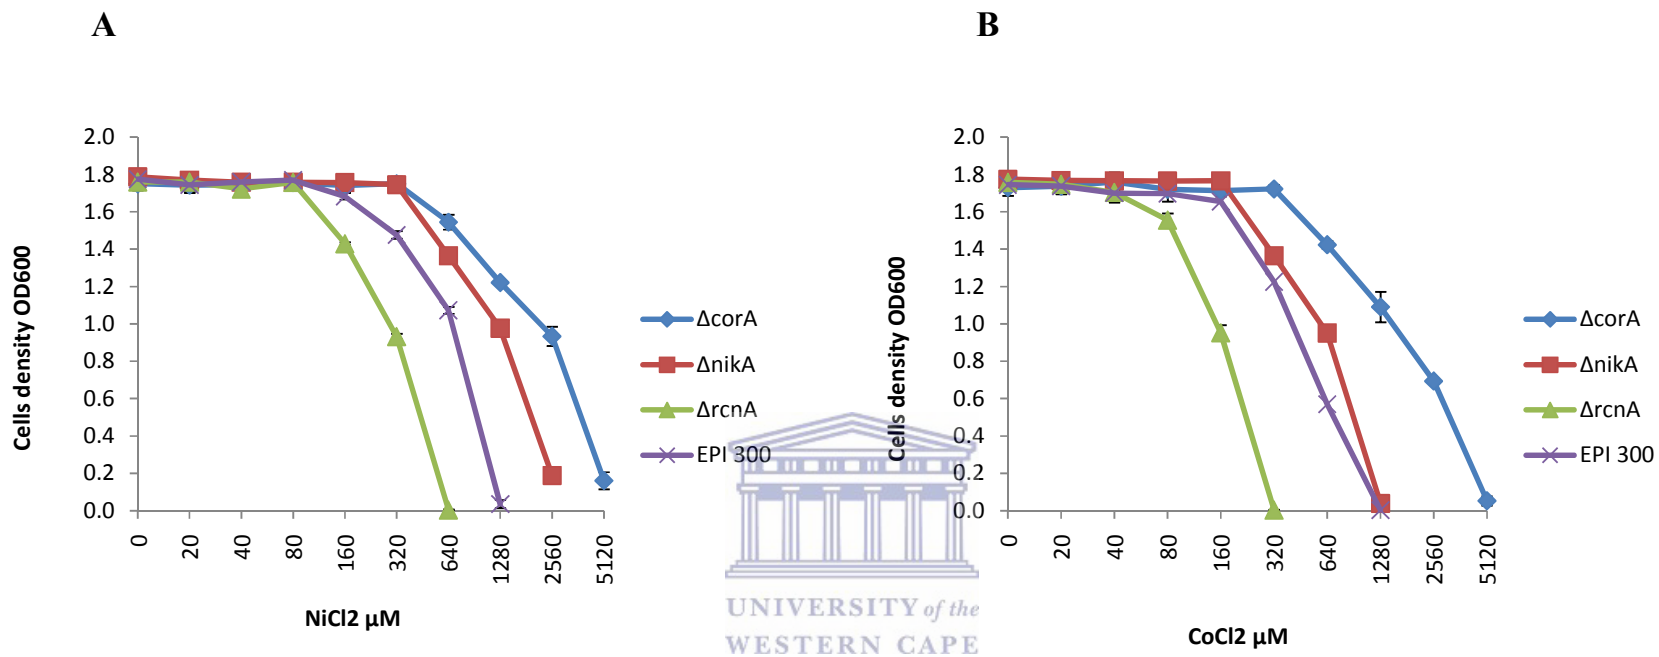 A
B
Cells density OD600
2.0
1.8
1.6
1.4
1.2
1.0
0.8
0.6
0.4
0.2
0.0
0
20
40
80
160
320
640
1280
2560
5120
NiCl2 µM
ΔcorA
ΔnikA
ΔrcnA
EPI 300
Cells density OD600
2.0
1.8
1.6
1.4
1.2
1.0
0.8
0.6
0.4
0.2
0.0
0
20
40
80
160
320
640
1280
2560
5120
CoCl2 µM
ΔcorA
ΔnikA
ΔrcnA
EPI 300
UNIVERSITY of the
WESTERN CAPE